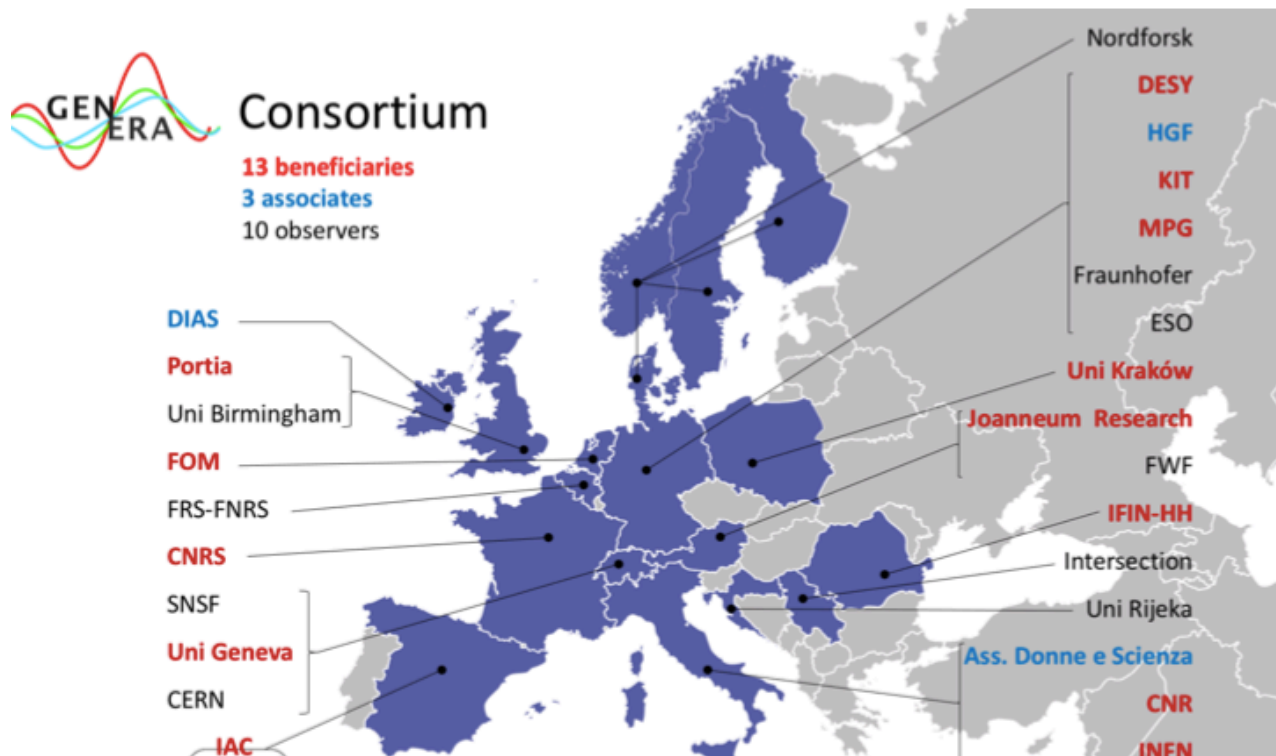 GENERA
Consortium
13 beneficiaries
3 associates
10 observers
DIAS
Portia
Uni Birmingham
FOM
FRS-FNRS
CNRS
SNSF
Uni Geneva
CERN
IAC
Nordforsk
DESY
HGF
KIT
MPG
Fraunhofer
ESO
Uni Kraków
Joanneum Research
FWF
IFIN-HH
Intersection
Uni Rijeka
Ass. Donne e Scienza
CNR
INFN